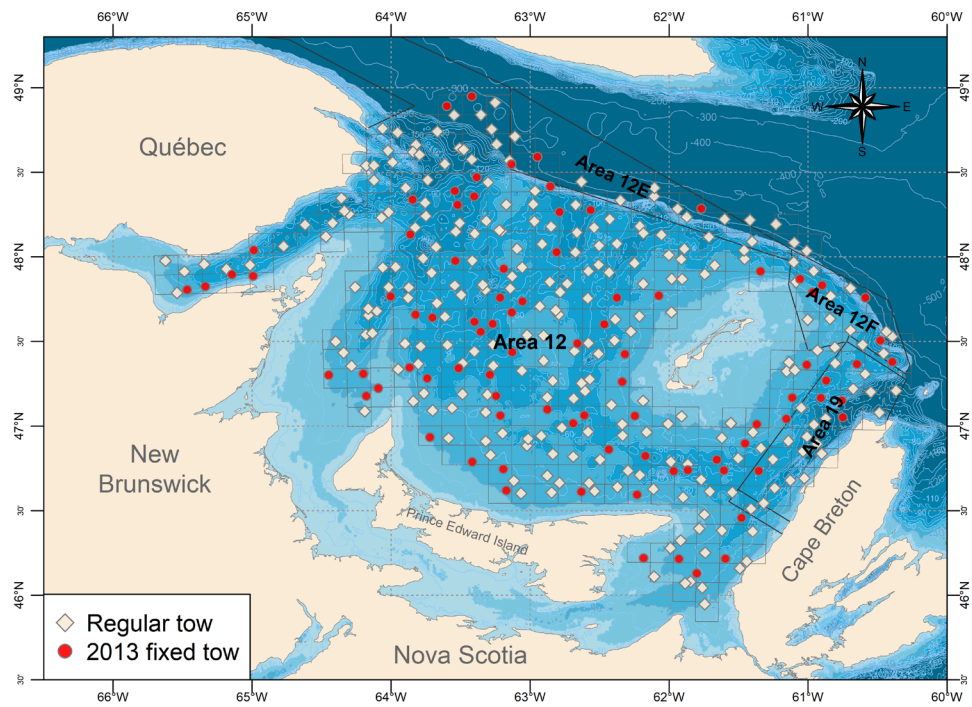 66°W 65°W 64°W 63°W 62°W 61°W 60°W
49°N 49°N
N
W E
S
-300
-300
-400
Québec
30' 30'
Area 12E
-400
48°N 48°N
Area 12F
-500
30' 30'
Area 12
47°N 47°N
Area 19
New
Brunswick
30' 30'
Prince Edward Island
Cape Breton
46°N 46°N
Regular tow
2013 fixed tow
Nova Scotia
30' 30'
66°W 65°W 64°W 63°W 62°W 61°W 60°W